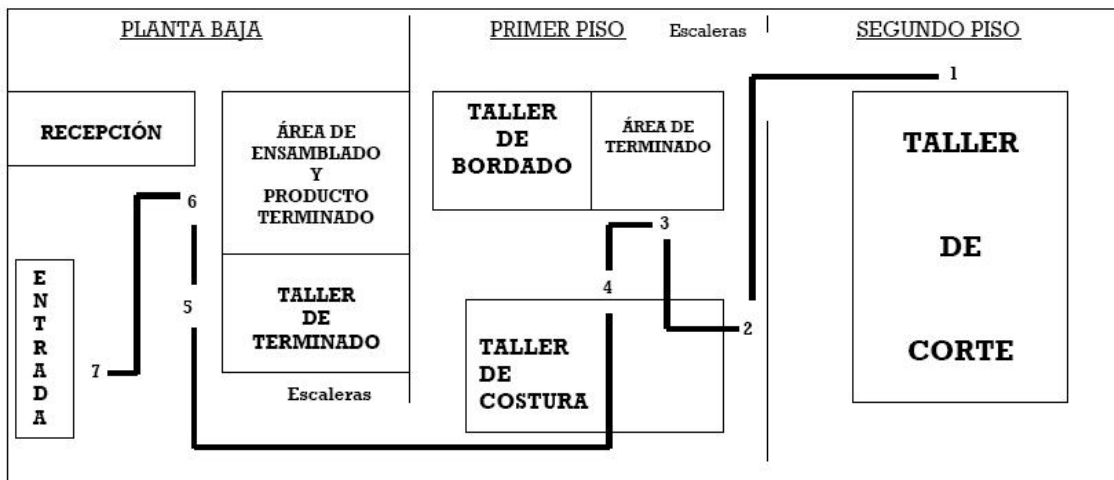 PLANTA BAJA
PRIMER PISO
Escaleras
SEGUNDO PISO
RECEPCIÓN
ÁREA DE
ENSAMBLADO
Y
PRODUCTO
TERMINADO
TALLER
DE
TERMINADO
Escaleras
6
5
7
E
N
T
R
A
D
A
TALLER
DE
BORDADO
ÁREA DE
TERMINADO
3
4
2
TALLER
DE
COSTURA
1
TALLER
DE
CORTE